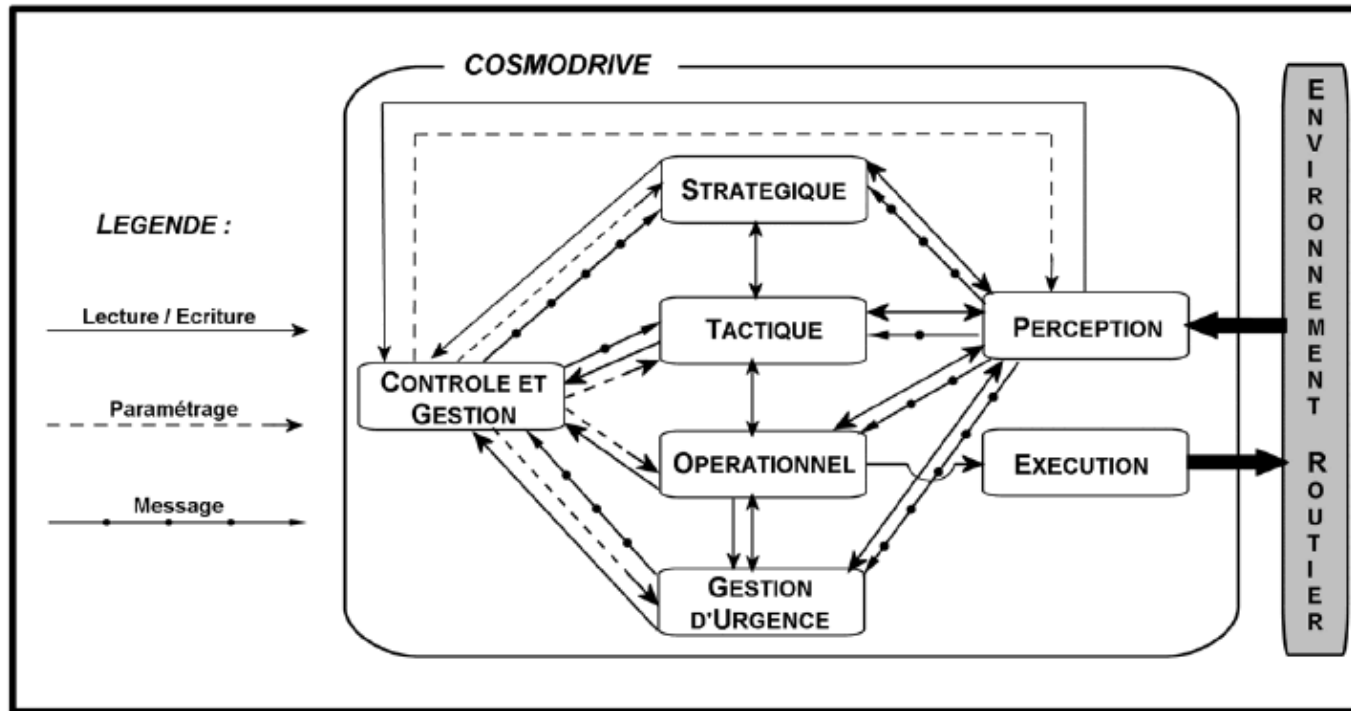 COSMODRIVE
LEGENDE :
Lecture / Ecriture
Paramétrage
Message
STRATEGIQUE
TACTIQUE
PERCEPTION
CONTROLE ET
GESTION
OPERATIONNEL
EXECUTION
GESTION
D'URGENCE
ENVIRONNEMENT ROUTIER